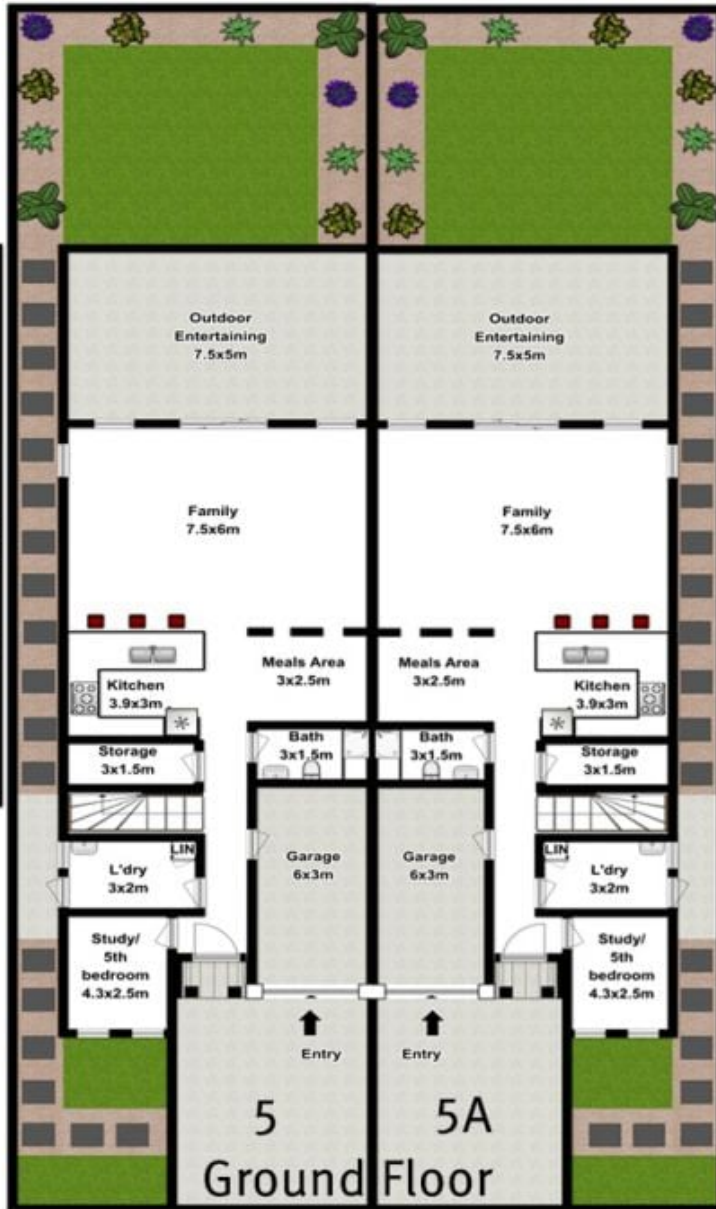 Outdoor
Entertaining
7.5x5m
Outdoor
Entertaining
7.5x5m
Family
7.5x6m
Family
7.5x6m
Meals Area
3x2.5m
Meals Area
3x2.5m
Kitchen
3.9x3m
Kitchen
3.9x3m
Bath
3x1.5m
Bath
3x1.5m
Storage
3x1.5m
Storage
3x1.5m
LIN
L'dry
3x2m
Garage
6x3m
Garage
6x3m
LIN
L'dry
3x2m
Study/
5th
bedroom
4.3x2.5m
Study/
5th
bedroom
4.3x2.5m
Entry
Entry
5
5A
Ground Floor